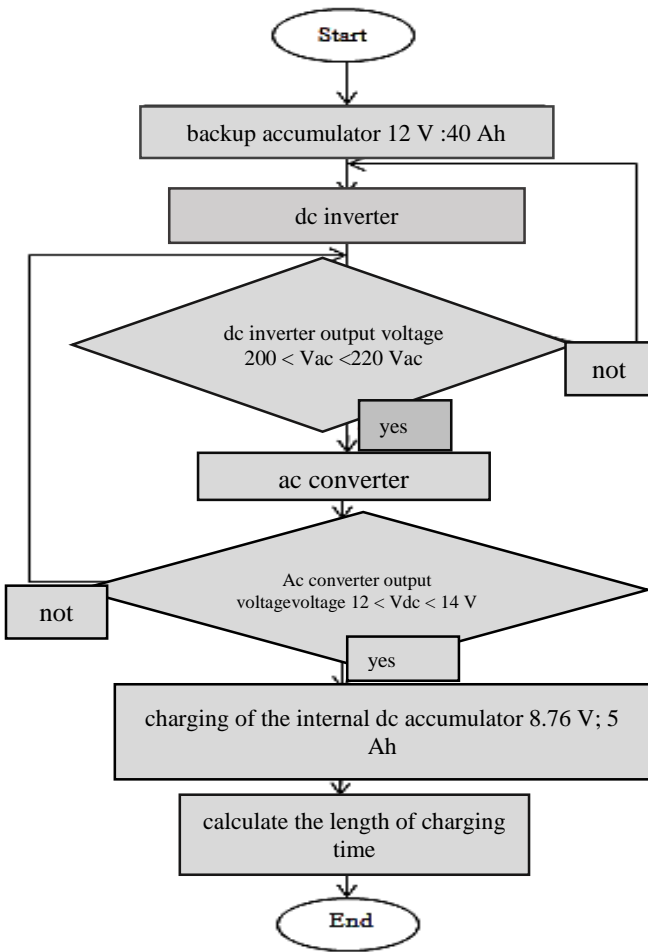 Start
backup accumulator 12 V :40 Ah
dc inverter
dc inverter output voltage
200 < Vac <220 Vac
not
yes
ac converter
Ac converter output
voltagevoltage 12 < Vdc < 14 V
not
yes
charging of the internal dc accumulator 8.76 V; 5
Ah
calculate the length of charging
time
End